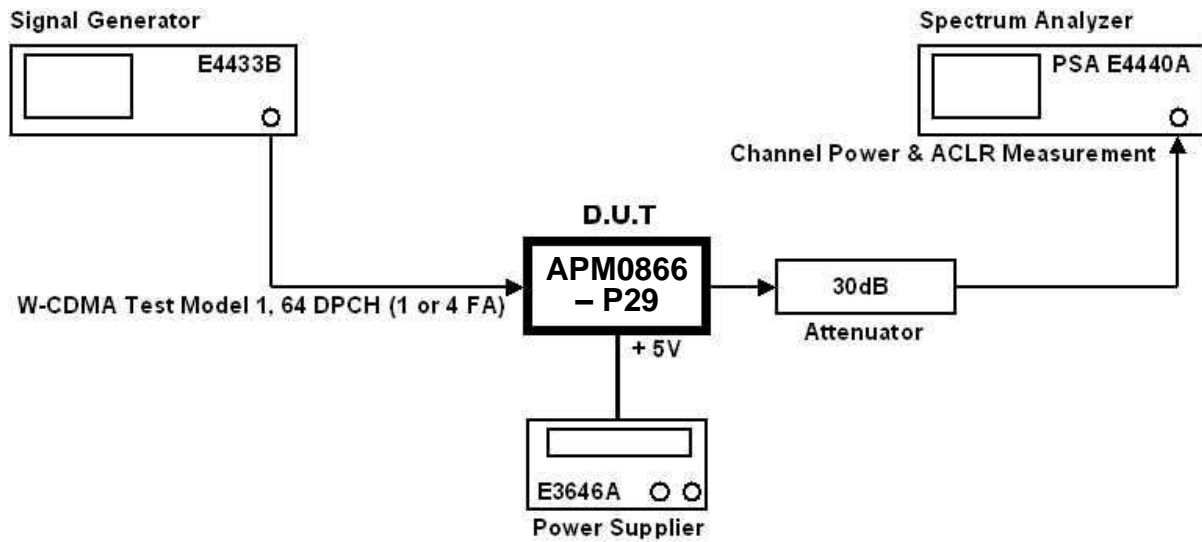 Signal Generator
E4433B
Spectrum Analyzer
PSA E4440A
Channel Power & ACLR Measurement
D.U.T
APM0866
– P29
W-CDMA Test Model 1, 64 DPCH (1 or 4 FA)
30dB
Attenuator
+ 5V
E3646A
Power Supplier